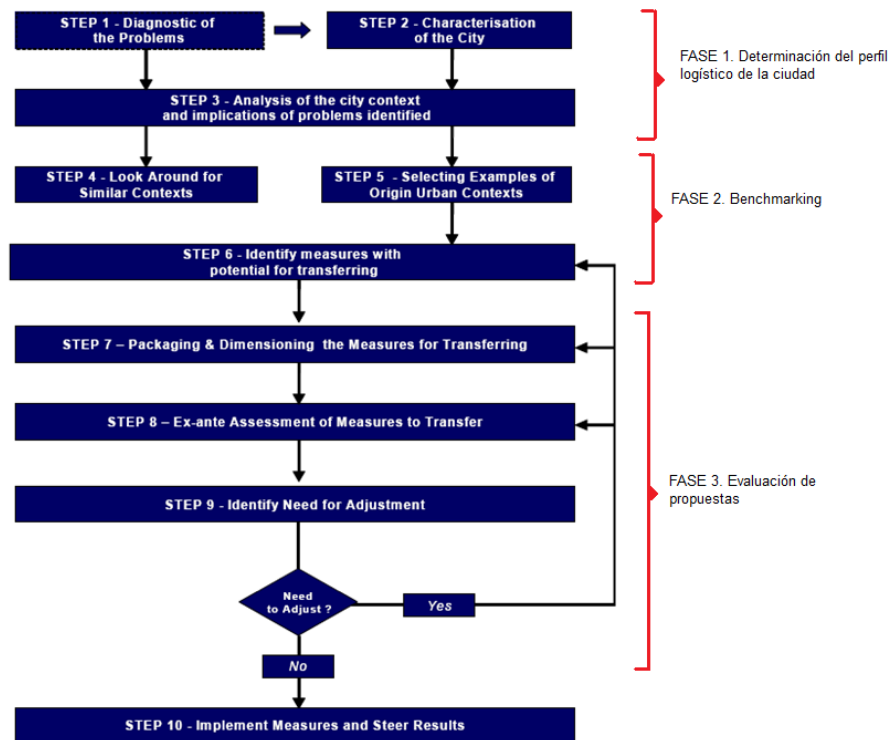 STEP 1 - Diagnostic of
the Problems
STEP 2 - Characterisation
of the City
FASE 1. Determinación del perfil
logístico de la ciudad
STEP 3 - Analysis of the city context
and implications of problems identified
STEP 4 - Look Around for
Similar Contexts
STEP 5 - Selecting Examples of
Origin Urban Contexts
FASE 2. Benchmarking
STEP 6 - Identify measures with
potential for transferring
STEP 7 – Packaging & Dimensioning the Measures for Transferring
STEP 8 – Ex-ante Assessment of Measures to Transfer
FASE 3. Evaluación de
propuestas
STEP 9 - Identify Need for Adjustment
Need
to Adjust ?
Yes
No
STEP 10 - Implement Measures and Steer Results